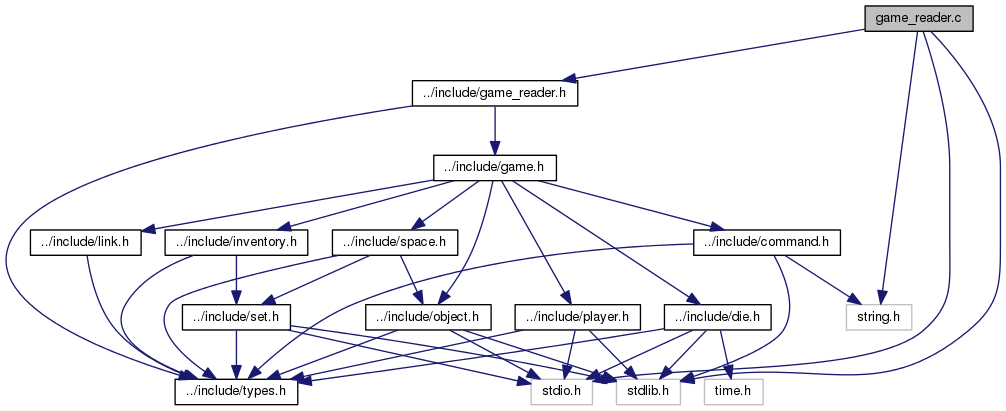 game_reader.c
../include/game_reader.h
../include/game.h
../include/link.h
../include/inventory.h
../include/space.h
../include/command.h
../include/set.h
../include/object.h
../include/player.h
../include/die.h
string.h
../include/types.h
stdio.h
stdlib.h
time.h